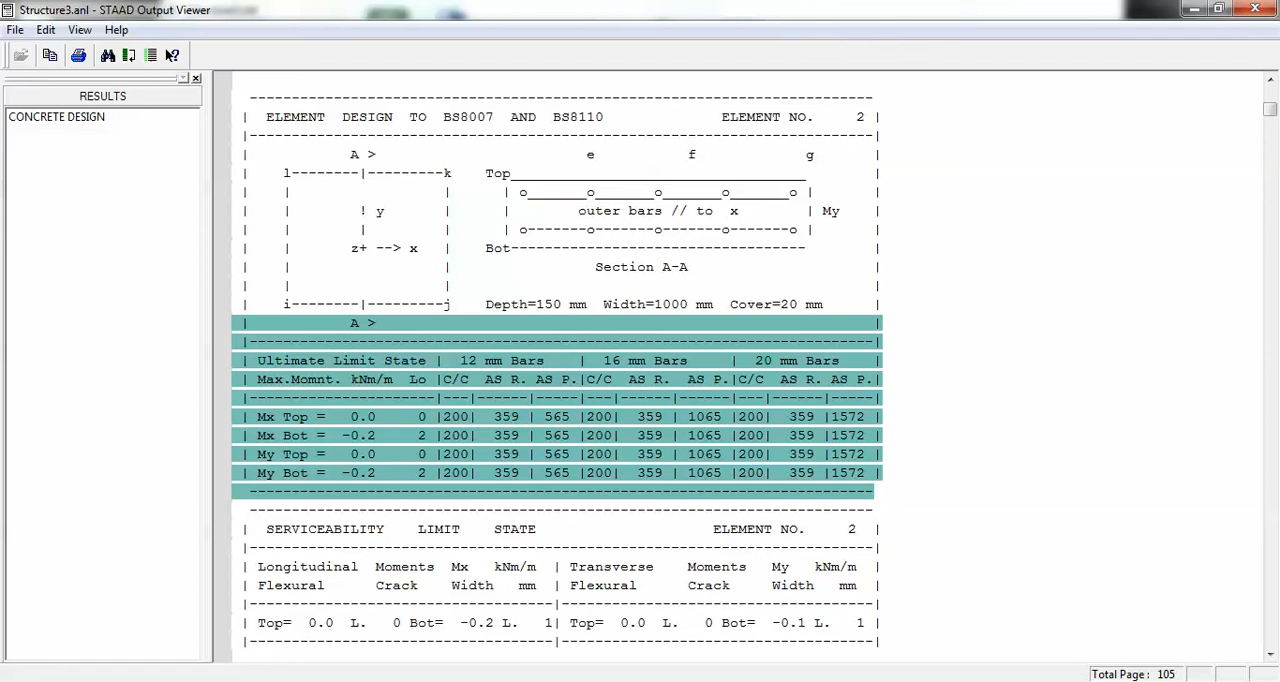 Structure3.anl - STAAD Output Viewer
File Edit View Help
RESULTS
CONCRETE DESIGN
---------------------------------------------------------------------------
| ELEMENT DESIGN TO BS8007 AND BS8110 ELEMENT NO. 2 |
|--------------------------------------------------------------------------|
| A > e f g |
| l--------|---------k Top___________________________________ |
| | | | o_______o_______o_______o_______o | |
| | ! y | | outer bars // to x | My |
| | | | | o-------o-------o-------o-------o | |
| | z+ --> x | Bot----------------------------------- |
| | | Section A-A |
| | | |
| i--------|---------j Depth=150 mm Width=1000 mm Cover=20 mm |
| A > |
|--------------------------------------------------------------------------|
| Ultimate Limit State | 12 mm Bars | 16 mm Bars | 20 mm Bars |
| Max.Momnt. kNm/m Lo |C/C AS R. AS P.|C/C AS R. AS P.|C/C AS R. AS P.|
|----------------------|---|------|-----|---|------|------|---|------|-----|
| Mx Top = 0.0 0 |200| 359 | 565 |200| 359 | 1065 |200| 359 |1572 |
| Mx Bot = -0.2 2 |200| 359 | 565 |200| 359 | 1065 |200| 359 |1572 |
| My Top = 0.0 0 |200| 359 | 565 |200| 359 | 1065 |200| 359 |1572 |
| My Bot = -0.2 2 |200| 359 | 565 |200| 359 | 1065 |200| 359 |1572 |
---------------------------------------------------------------------------
---------------------------------------------------------------------------
| SERVICEABILITY LIMIT STATE ELEMENT NO. 2 |
|--------------------------------------------------------------------------|
| Longitudinal Moments Mx kNm/m | Transverse Moments My kNm/m |
| Flexural Crack Width mm | Flexural Crack Width mm |
|------------------------------------|-------------------------------------|
| Top= 0.0 L. 0 Bot= -0.2 L. 1| Top= 0.0 L. 0 Bot= -0.1 L. 1 |
|------------------------------------|-------------------------------------|
Total Page : 105